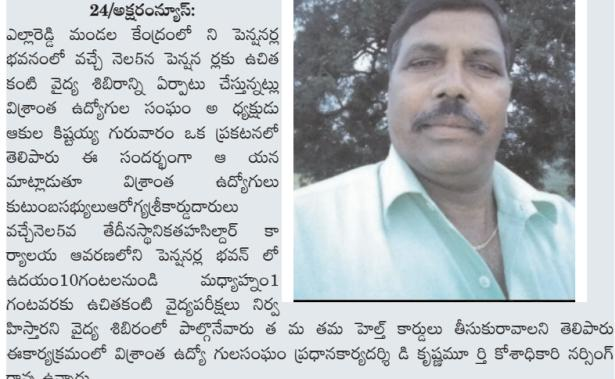 24/అక్షరంన్యూస్:
ఎల్లారెడ్డి మండల కేంద్రంలో ని పెన్షనర్ల
భవనంలో వచ్చే నెల5న పెన్షన ర్లకు ఉచిత
కంటి వైద్య శిబిరాన్ని ఏర్పాటు చేస్తున్నట్లు
విశ్రాంత ఉద్యోగుల సంఘం అ ధ్యక్షుడు
ఆకుల కిష్టయ్య గురువారం ఒక ప్రకటనలో
తెలిపారు ఈ సందర్భంగా ఆ యన
మాట్లాడుతూ విశ్రాంత ఉద్యోగులు
కుటుంబసభ్యులుఆరోగ్యశ్రీకార్డుదారులు
వచ్చేనెల5వ తేదీనస్థానికతహసిల్దార్ కా
ర్యాలయ ఆవరణలోని పెన్షనర్ల భవన్ లో
ఉదయం10గంటలనుండి మధ్యాహ్నం1
గంటవరకు ఉచితకంటి వైద్యపరీక్షలు నిర్వ
హిస్తారని వైద్య శిబిరంలో పాల్గొనేవారు త మ తమ హెల్త్ కార్డులు తీసుకురావాలని తెలిపారు
ఈకార్యక్రమంలో విశ్రాంత ఉద్యో గులసంఘం ప్రధానకార్యదర్శి డి కృష్ణమూ ర్తి కోశాధికారి నర్సింగ్